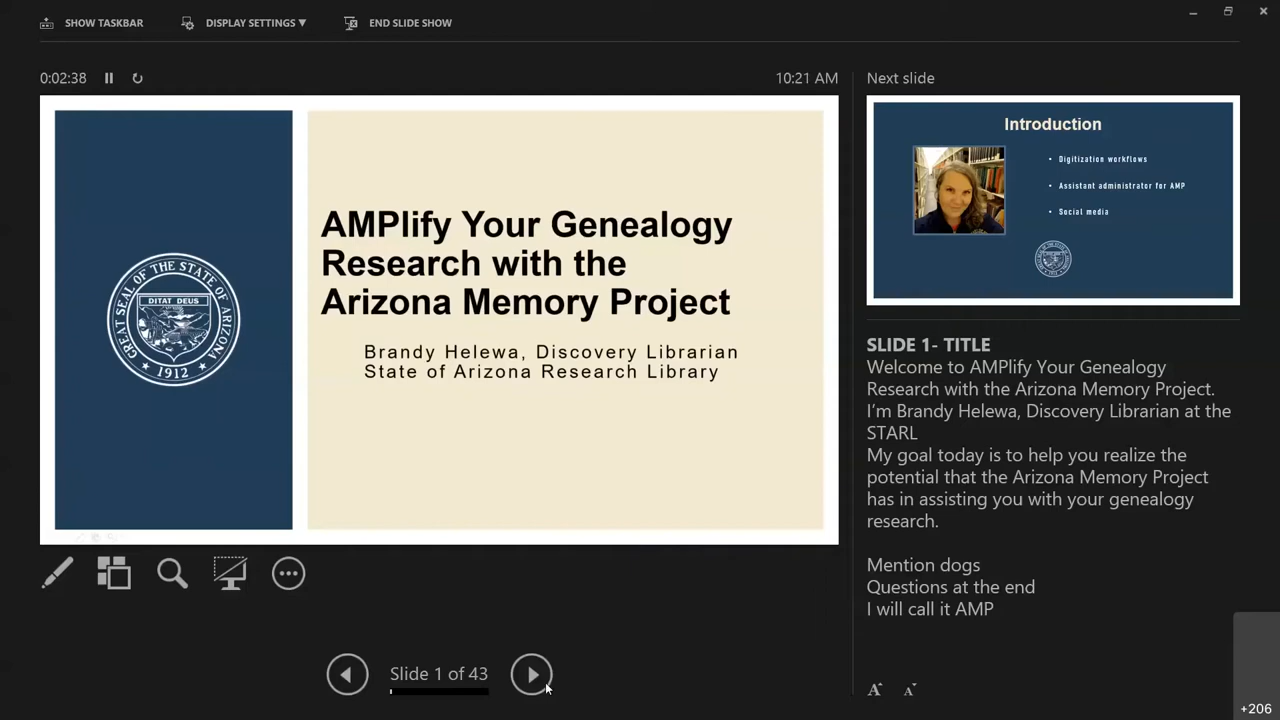 SHOW TASKBAR
DISPLAY SETTINGS ▼
END SLIDE SHOW
0:02:38
10:21 AM
GREAT SEAL OF THE STATE OF ARIZONA
DITAT DEUS
1912
AMPlify Your Genealogy
Research with the
Arizona Memory Project
Brandy Helewa, Discovery Librarian
State of Arizona Research Library
Slide 1 of 43
Next slide
Introduction
• Digitization workflows
• Assistant administrator for AMP
• Social media
SLIDE 1- TITLE
Welcome to AMPlify Your Genealogy
Research with the Arizona Memory Project.
I’m Brandy Helewa, Discovery Librarian at the
STARL
My goal today is to help you realize the
potential that the Arizona Memory Project
has in assisting you with your genealogy
research.
Mention dogs
Questions at the end
I will call it AMP
A A
+206